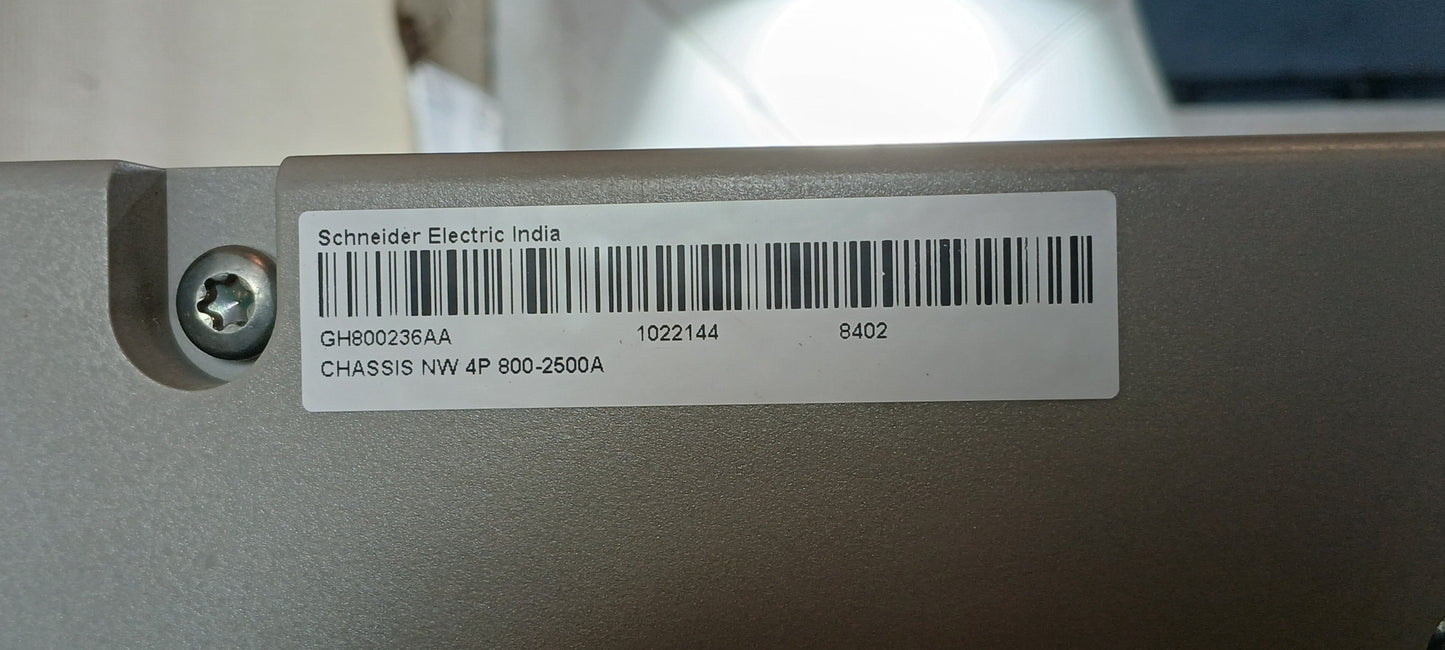 Schneider Electric India
GH800236AA 1022144 8402
CHASSIS NW 4P 800-2500A